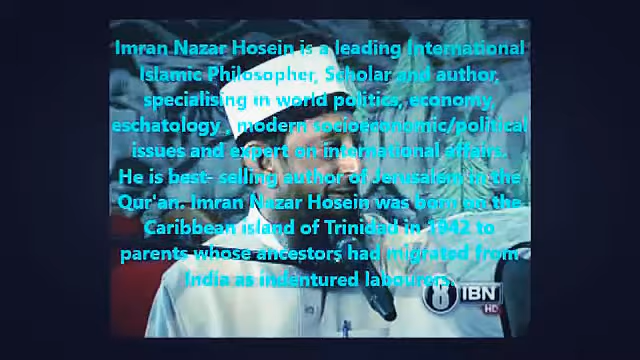 Imran Nazar Hosein is a leading International
Islamic Philosopher, Scholar and author,
specialising in world politics, economy,
eschatology , modern socioeconomic/political
issues and expert on international affairs.
He is best- selling author of Jerusalem in the
Qur'an. Imran Nazar Hosein was born on the
Caribbean island of Trinidad in 1942 to
parents whose ancestors had migrated from
India as indentured labourers.
8 IBN
HD